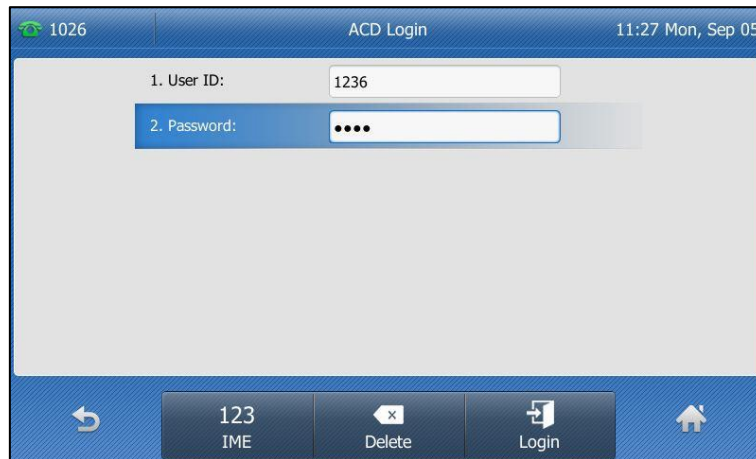 1026 ACD Login 11:27 Mon, Sep 05
1. User ID: 1236
2. Password: ••••
123
IME Delete Login